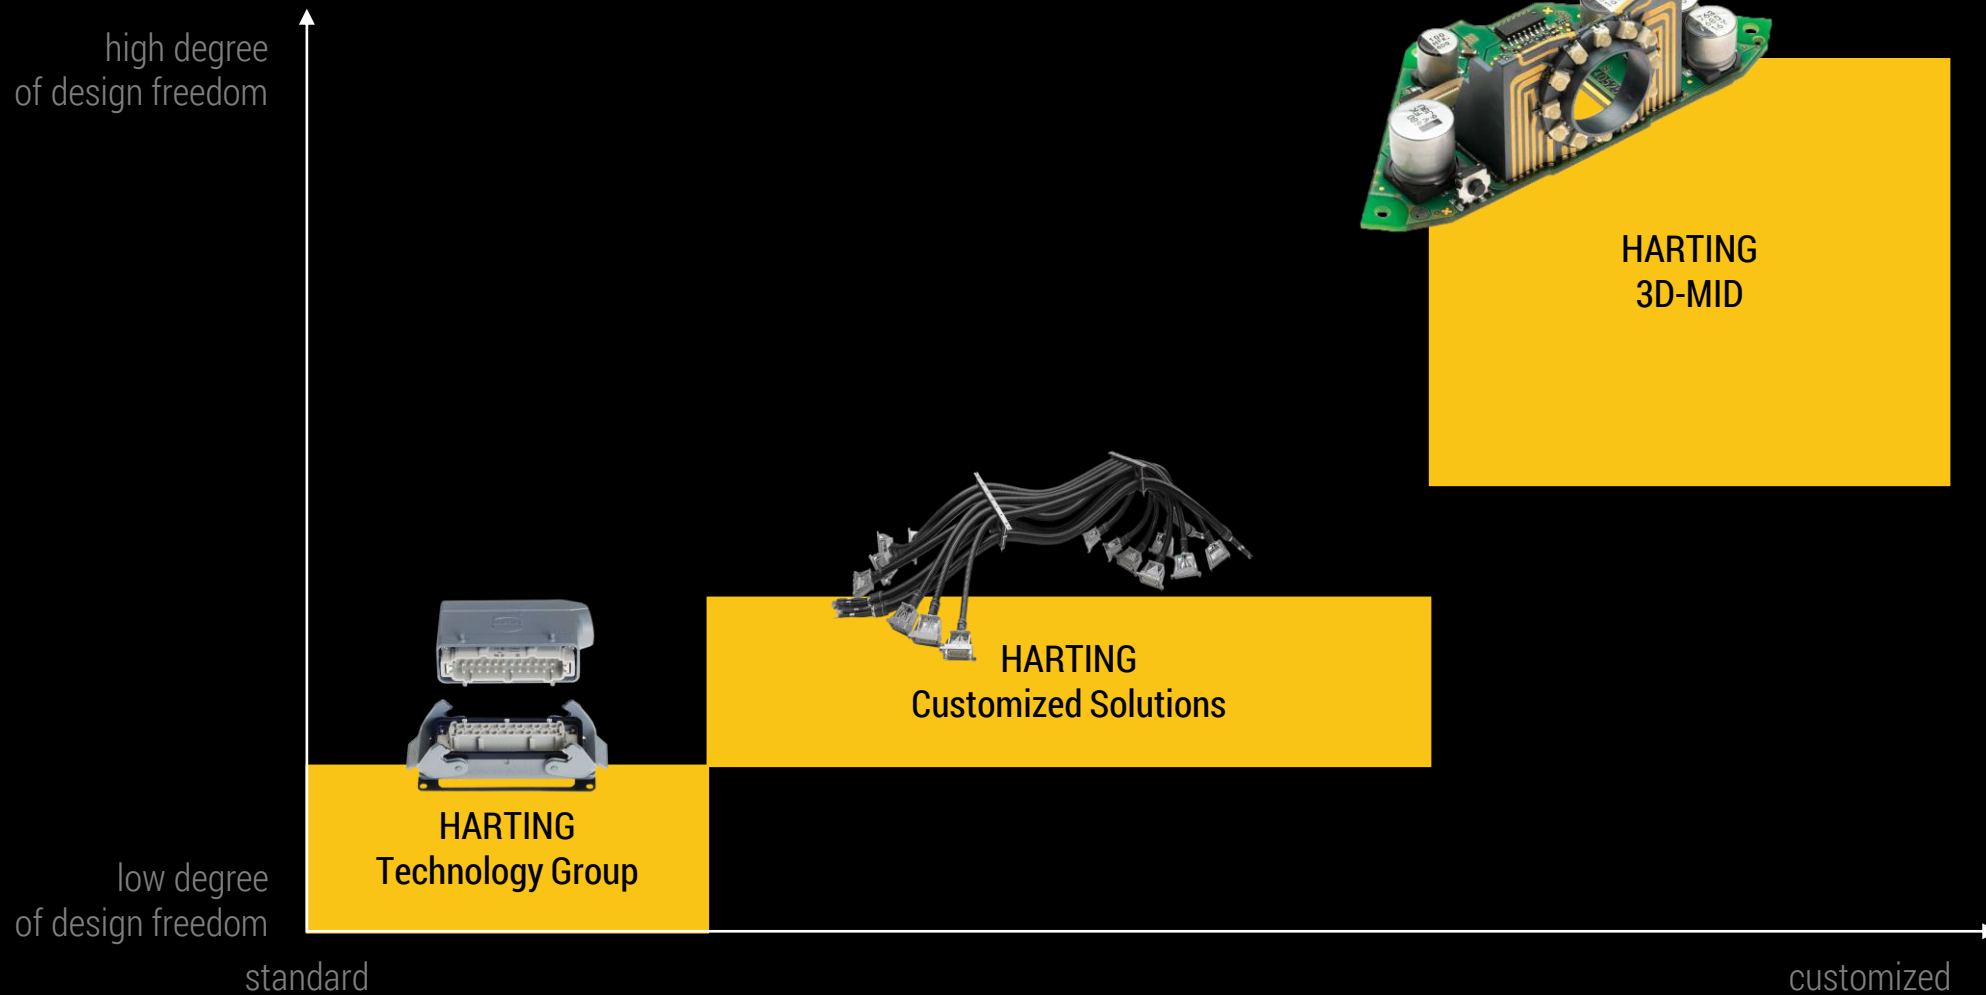 high degree
of design freedom
HARTING
3D-MID
HARTING
Customized Solutions
HARTING
Technology Group
low degree
of design freedom
standard
customized